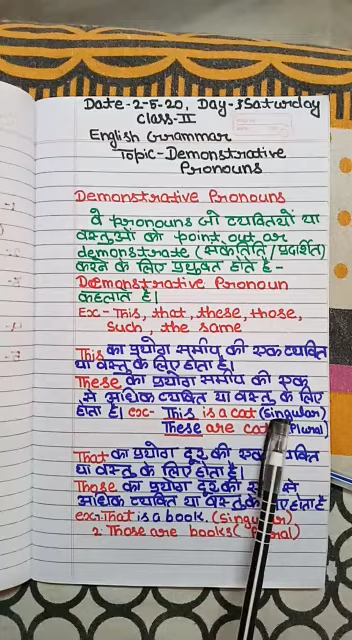 Date-2-5-20, Day-Saturday
Class-II
English Grrammar
Topic-Demonstrative
Pronouns
Demonstrative Pronouns
वे pronouns जो व्यक्तियों या
वस्तुओं को point out or
demonstrate (संकेतित/प्रदर्शित)
करने के लिए प्रयुक्त होते है-
Demonstrative Pronoun
कहलाते है।
Ex- This, that, these, those,
Such, the same
This का प्रयोग समीप की एक व्यक्ति
या वस्तु के लिए होता है।
These का प्रयोग समीप की एक
से अधिक व्यक्ति या वस्तु के लिए
होता है। ex- This is a cat (singular)
These are (Plural)
That का प्रयोग दूर की
या वस्तु के लिए होता है।
Those का प्रयोग दूर की से
अधिक व्यक्ति या वस्तु के होता है
ex:1.That is a book.
2. Those are books